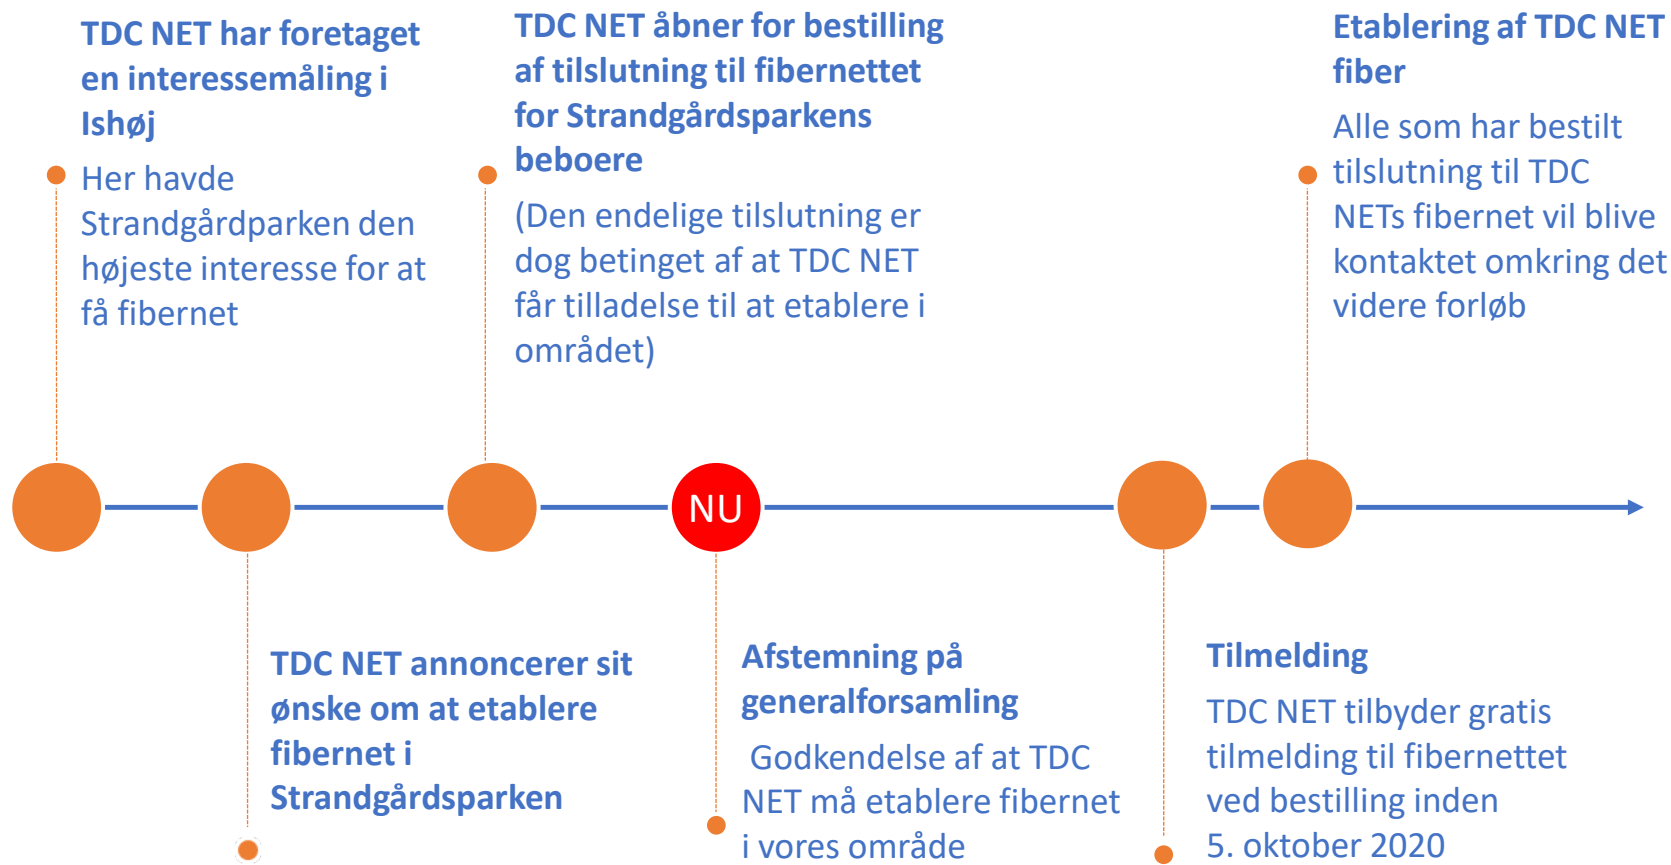 TDC NET har foretaget
en interessemåling i
Ishøj
Her havde
Strandgårdparken den
højeste interesse for at
få fibernet
TDC NET annoncerer sit
ønske om at etablere
fibernet i
Strandgårdsparken
TDC NET åbner for bestilling
af tilslutning til fibernettet
for Strandgårdsparkens
beboere
(Den endelige tilslutning er
dog betinget af at TDC NET
får tilladelse til at etablere i
området)
NU
Afstemning på
generalforsamling
Godkendelse af at TDC
NET må etablere fibernet
i vores område
Tilmelding
TDC NET tilbyder gratis
tilmelding til fibernettet
ved bestilling inden
5. oktober 2020
Etablering af TDC NET
fiber
Alle som har bestilt
tilslutning til TDC
NETs fibernet vil blive
kontaktet omkring det
videre forløb